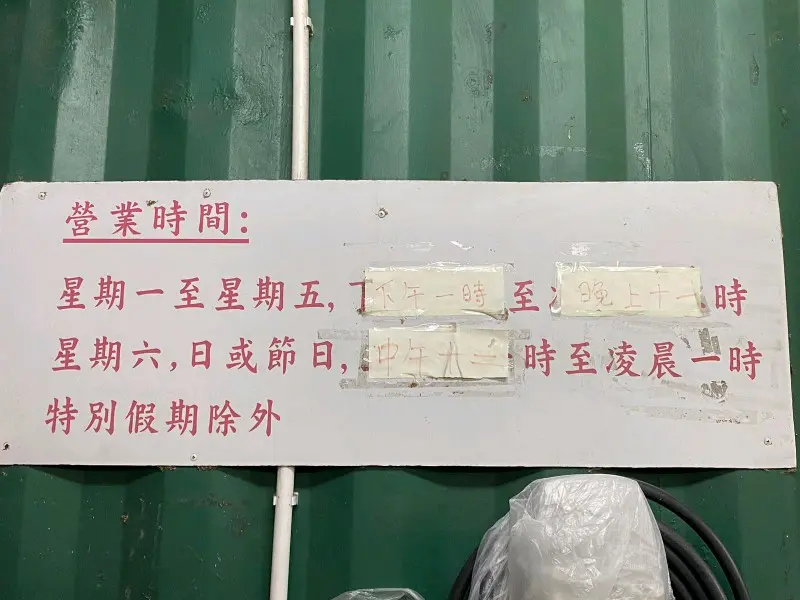 營業時間:
星期一至星期五,下午一時至晚上十一時
星期六,日或節日,中午十二時至凌晨一時
特別假期除外